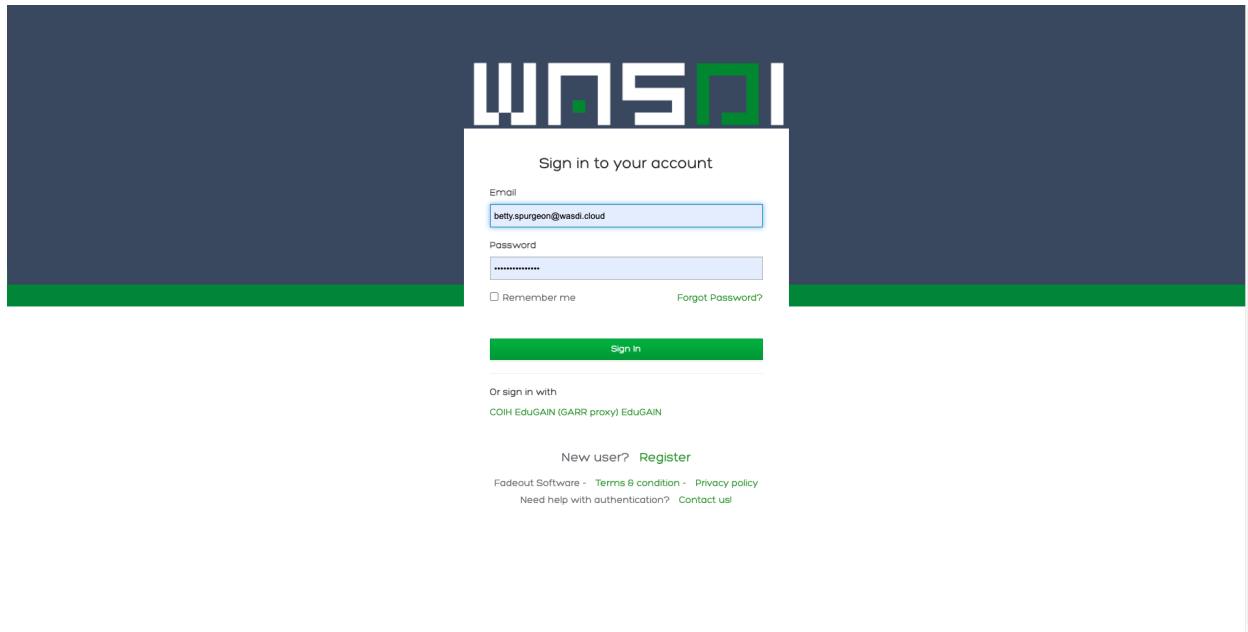 WASDI
Sign in to your account
Email
betty.spurgeon@wasdi.cloud
Password
•••••••••••••••
Remember me Forgot Password?
Sign In
Or sign in with
COIH EduGAIN (GARR proxy) EduGAIN
New user? Register
Fadeout Software - Terms & condition - Privacy policy
Need help with authentication? Contact us!